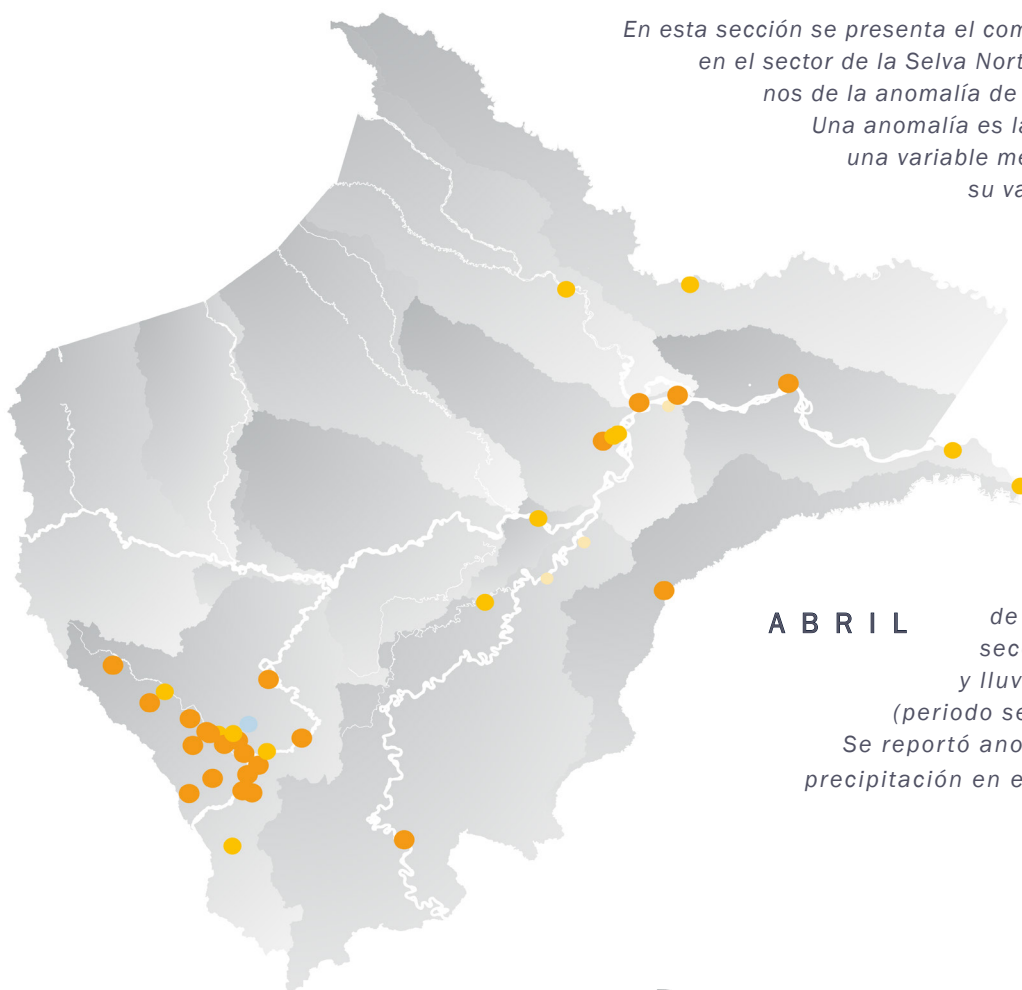 En esta sección se presenta el com
en el sector de la Selva Nort
nos de la anomalía de
Una anomalía es la
una variable me
su va
ABRIL
de
sec
y lluv
(periodo se
Se reportó ano
precipitación en e